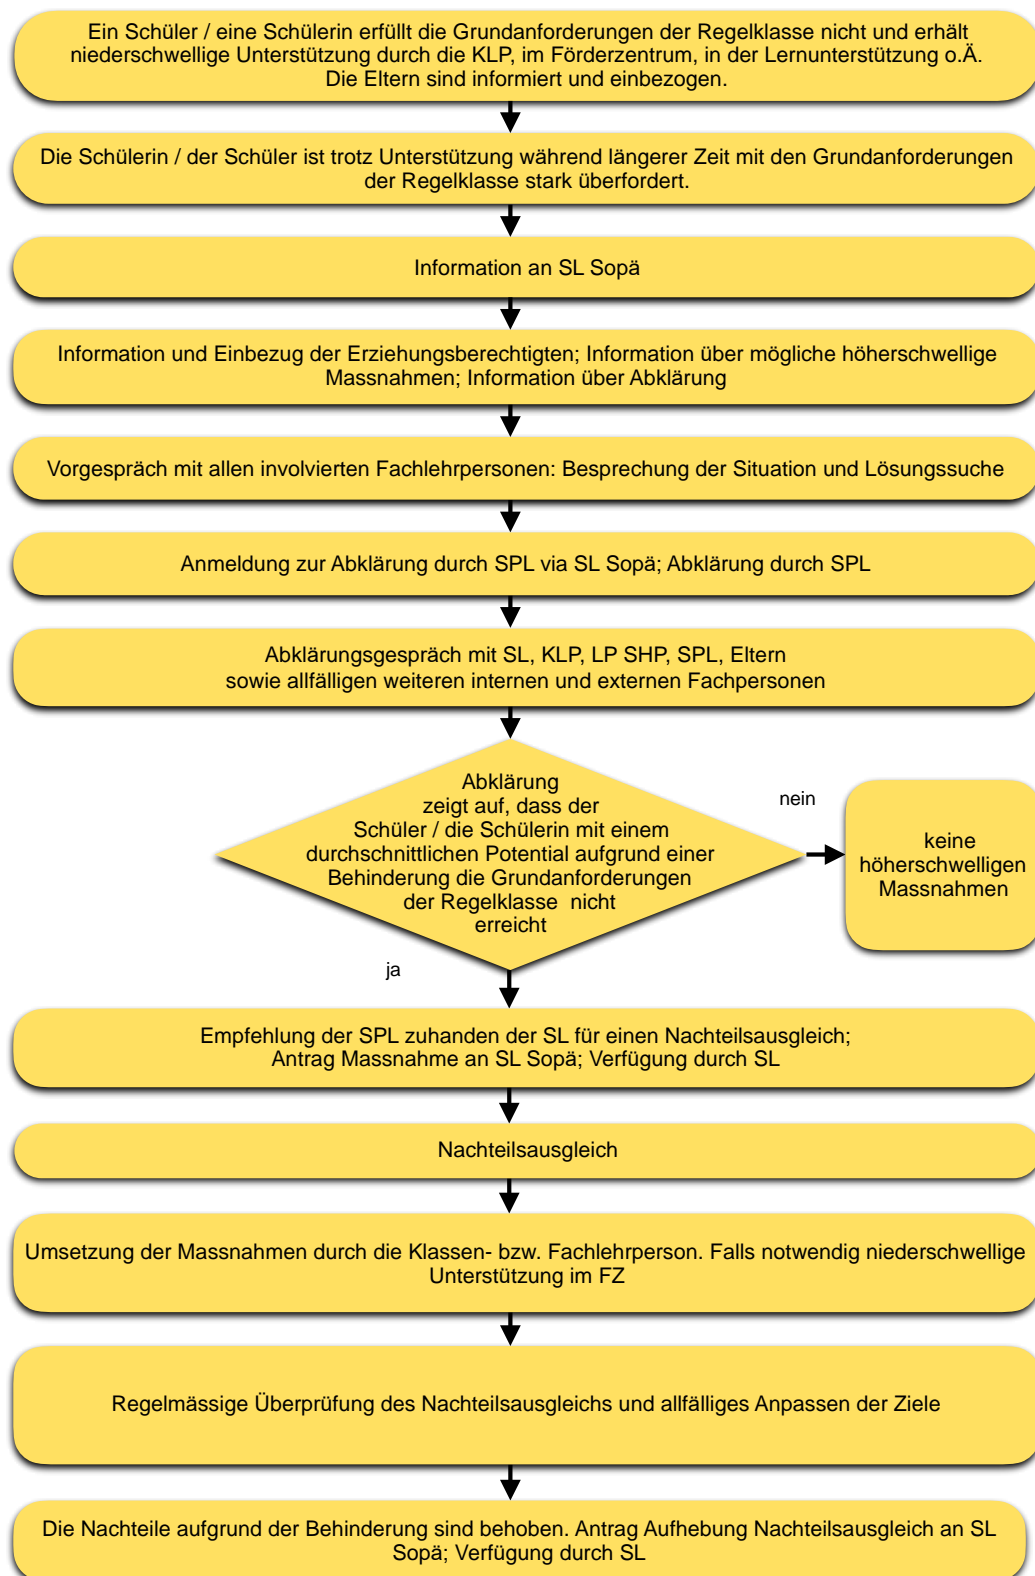 Ein Schüler / eine Schülerin erfüllt die Grundanforderungen der Regelklasse nicht und erhält
niederschwellige Unterstützung durch die KLP, im Förderzentrum, in der Lernunterstützung o.Ä.
Die Eltern sind informiert und einbezogen.
Die Schülerin / der Schüler ist trotz Unterstützung während längerer Zeit mit den Grundanforderungen
der Regelklasse stark überfordert.
Information an SL Sopä
Information und Einbezug der Erziehungsberechtigten; Information über mögliche höherschwellige
Massnahmen; Information über Abklärung
Vorgespräch mit allen involvierten Fachlehrpersonen: Besprechung der Situation und Lösungssuche
Anmeldung zur Abklärung durch SPL via SL Sopä; Abklärung durch SPL
Abklärungsgespräch mit SL, KLP, LP SHP, SPL, Eltern
sowie allfälligen weiteren internen und externen Fachpersonen
Abklärung
zeigt auf, dass der
Schüler / die Schülerin mit einem
durchschnittlichen Potential aufgrund einer
Behinderung die Grundanforderungen
der Regelklasse nicht
erreicht
nein
keine
höherschwelligen
Massnahmen
ja
Empfehlung der SPL zuhanden der SL für einen Nachteilsausgleich;
Antrag Massnahme an SL Sopä; Verfügung durch SL
Nachteilsausgleich
Umsetzung der Massnahmen durch die Klassen- bzw. Fachlehrperson. Falls notwendig niederschwellige
Unterstützung im FZ
Regelmässige Überprüfung des Nachteilsausgleichs und allfälliges Anpassen der Ziele
Die Nachteile aufgrund der Behinderung sind behoben. Antrag Aufhebung Nachteilsausgleich an SL
Sopä; Verfügung durch SL